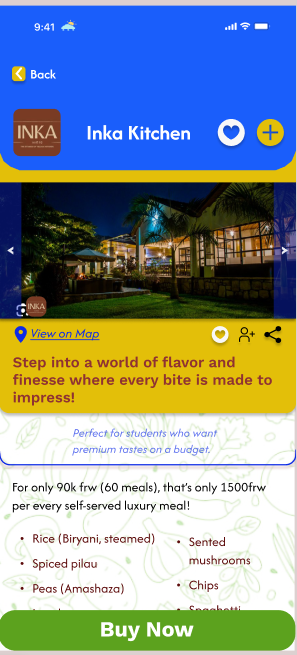 9:41
Back
INKA
Inka Kitchen
INKA
View on Map
Step into a world of flavor and
finesse where every bite is made to
impress!
Perfect for students who want
premium tastes on a budget.
For only 90k frw (60 meals), that's only 1500frw
per every self-served luxury meal!
• Rice (Biryani, steamed)
• Spiced pilau
• Peas (Amashaza)
• Sented
mushrooms
• Chips
• Spaghetti
Buy Now